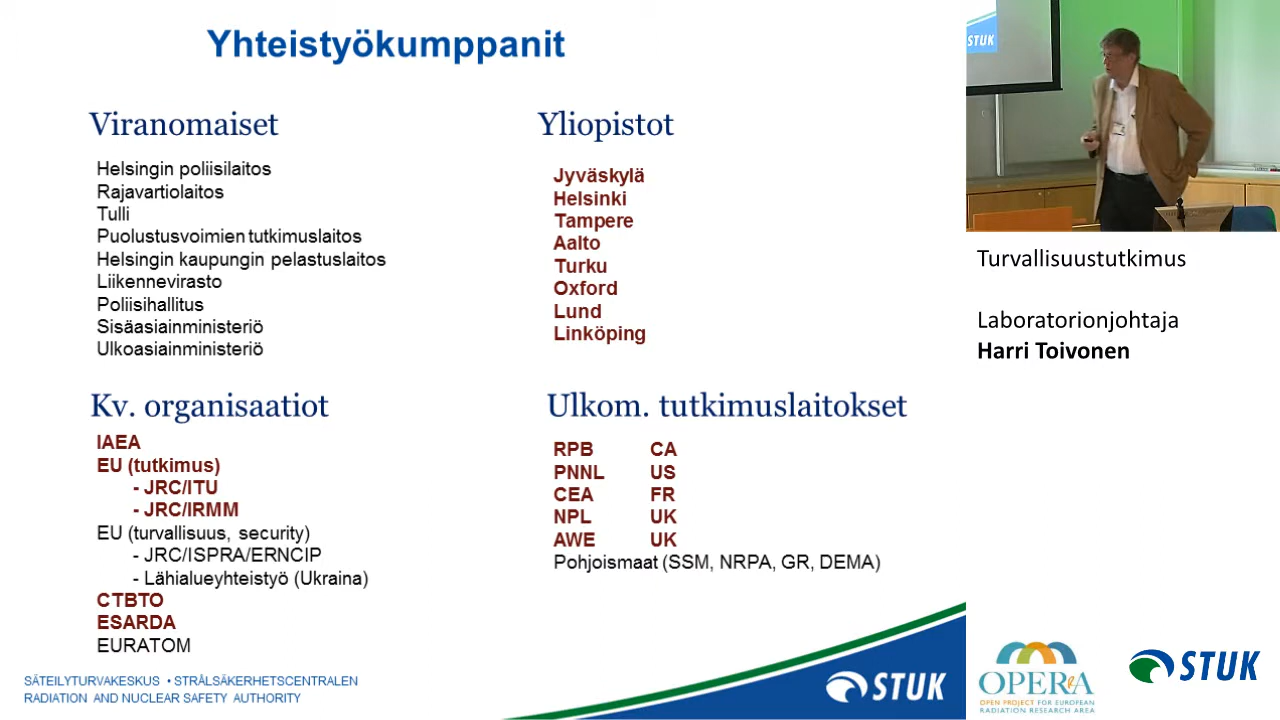 Yhteistyökumppanit
Viranomaiset
Helsingin poliisilaitos
Rajavartiolaitos
Tulli
Puolustusvoimien tutkimuslaitos
Helsingin kaupungin pelastuslaitos
Liikennevirasto
Poliisihallitus
Sisäasiainministeriö
Ulkoasiainministeriö
Yliopistot
Jyväskylä
Helsinki
Tampere
Aalto
Turku
Oxford
Lund
Linköping
Kv. organisaatiot
IAEA
EU (tutkimus)
- JRC/ITU
- JRC/IRMM
EU (turvallisuus, security)
- JRC/ISPRA/ERNCIP
- Lähialueyhteistyö (Ukraina)
CTBTO
ESARDA
EURATOM
Ulkom. tutkimuslaitokset
RPB CA
PNNL US
CEA FR
NPL UK
AWE UK
Pohjoismaat (SSM, NRPA, GR, DEMA)
SÄTEILYTURVAKESKUS • STRÅLSÄKERHETSCENTRALEN
RADIATION AND NUCLEAR SAFETY AUTHORITY
STUK
STUK
Turvallisuustutkimus
Laboratorionjohtaja
Harri Toivonen
OPERA
OPEN PROJECT FOR EUROPEAN
RADIATION RESEARCH AREA
STUK